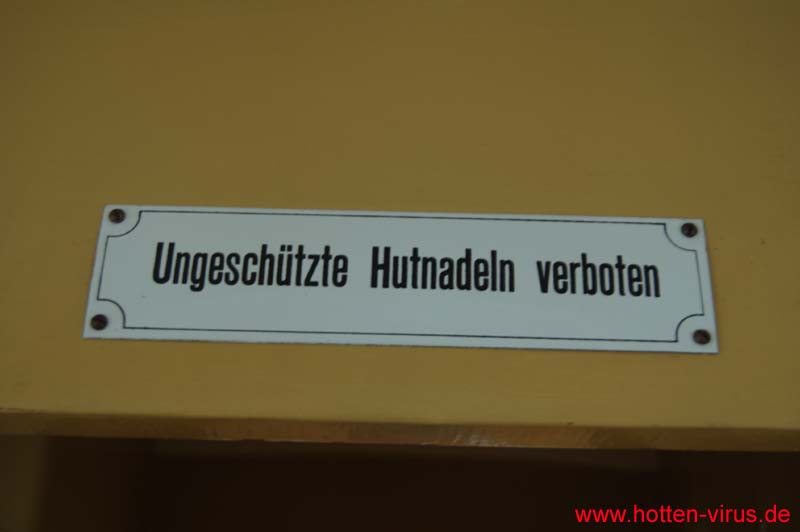 Ungeschützte Hutnadeln verboten
www.hotten-virus.de